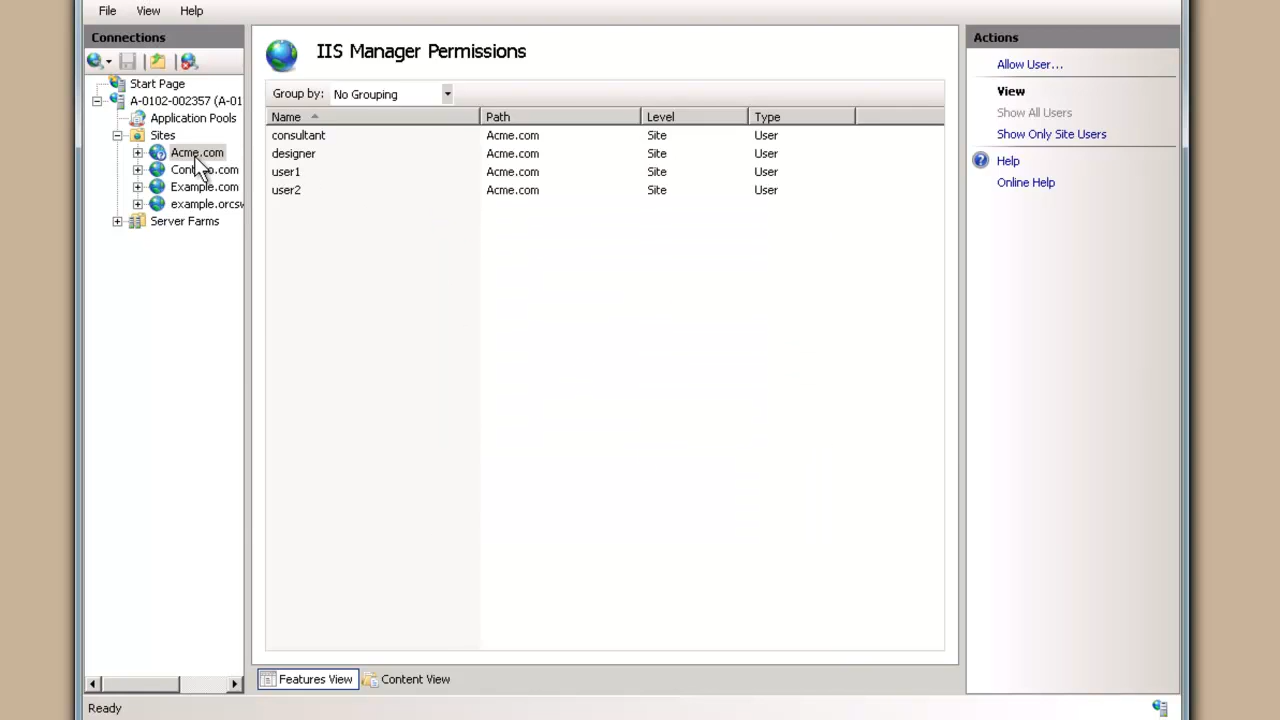 File View Help
Connections
Start Page
A-0102-002357 (A-01
Application Pools
Sites
Acme.com
Example.com
example.orcsw
Server Farms
IIS Manager Permissions
Group by: No Grouping
Name Path Level Type
consultant Acme.com Site User
designer Acme.com Site User
user1 Acme.com Site User
user2 Acme.com Site User
Features View Content View
Actions
Allow User...
View
Show All Users
Show Only Site Users
Help
Online Help
Ready